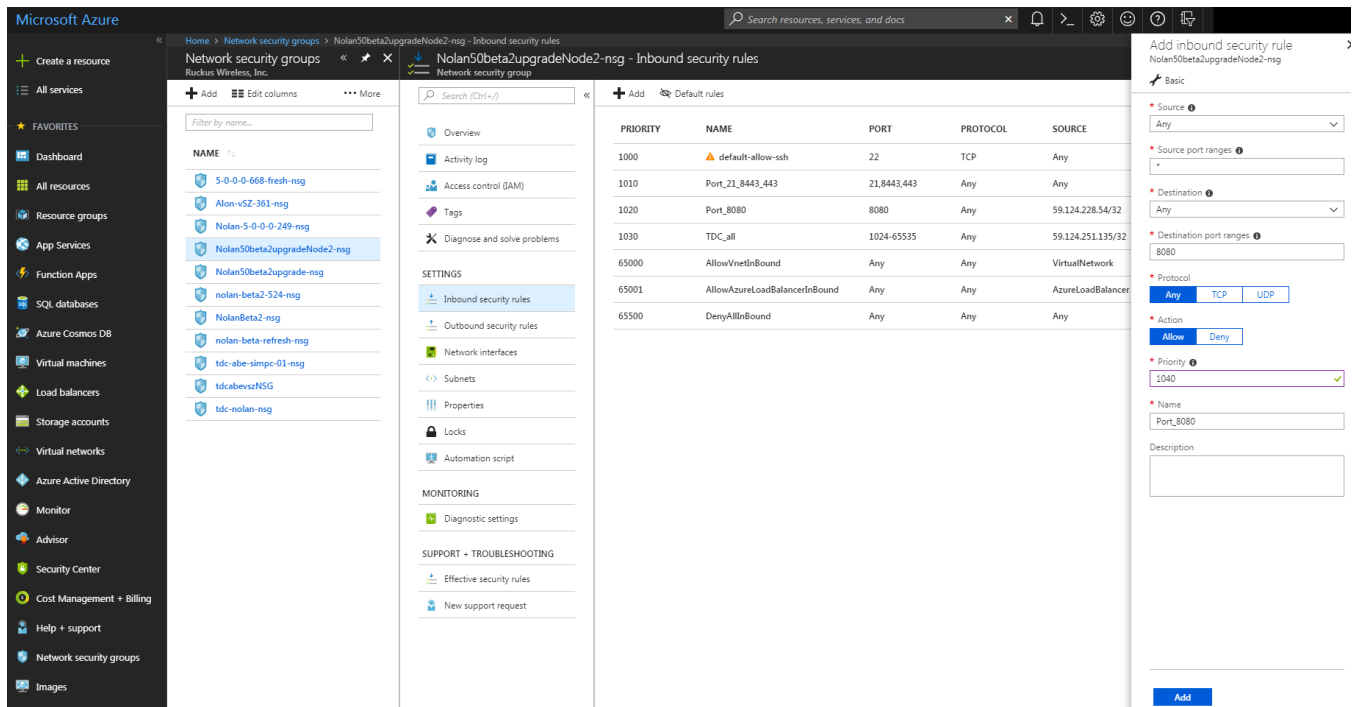 Microsoft Azure
Search resources, services, and docs
Home > Network security groups > Nolan50beta2upgradeNode2-nsg - Inbound security rules
Create a resource
All services
FAVORITES
Dashboard
All resources
Resource groups
App Services
Function Apps
SQL databases
Azure Cosmos DB
Virtual machines
Load balancers
Storage accounts
Virtual networks
Azure Active Directory
Monitor
Advisor
Security Center
Cost Management + Billing
Help + support
Network security groups
Images
Network security groups
Ruckus Wireless, Inc.
Add Edit columns More
Filter by name...
NAME
5-0-0-0-668-fresh-nsg
Alon-vSZ-361-nsg
Nolan-5-0-0-0-249-nsg
Nolan50beta2upgradeNode2-nsg
Nolan50beta2upgrade-nsg
nolan-beta2-524-nsg
NolanBeta2-nsg
nolan-beta-refresh-nsg
tdc-abe-simpc-01-nsg
tdcabevszNSG
tdc-nolan-nsg
Nolan50beta2upgradeNode2-nsg - Inbound security rules
Network security group
Search (Ctrl+/)
Overview
Activity log
Access control (IAM)
Tags
Diagnose and solve problems
SETTINGS
Inbound security rules
Outbound security rules
Network interfaces
Subnets
Properties
Locks
Automation script
MONITORING
Diagnostic settings
SUPPORT + TROUBLESHOOTING
Effective security rules
New support request
Add Default rules
PRIORITY NAME PORT PROTOCOL SOURCE
1000 default-allow-ssh 22 TCP Any
1010 Port_21_8443_443 21,8443,443 Any Any
1020 Port_8080 8080 Any 59.124.228.54/32
1030 TDC_all 1024-65535 Any 59.124.251.135/32
65000 AllowVnetInBound Any Any VirtualNetwork
65001 AllowAzureLoadBalancerInBound Any Any AzureLoadBalancer
65500 DenyAllInBound Any Any Any
Add inbound security rule
Nolan50beta2upgradeNode2-nsg
Basic
* Source
Any
* Source port ranges
*
* Destination
Any
* Destination port ranges
8080
* Protocol
Any TCP UDP
* Action
Allow Deny
* Priority
1040
* Name
Port_8080
Description
Add